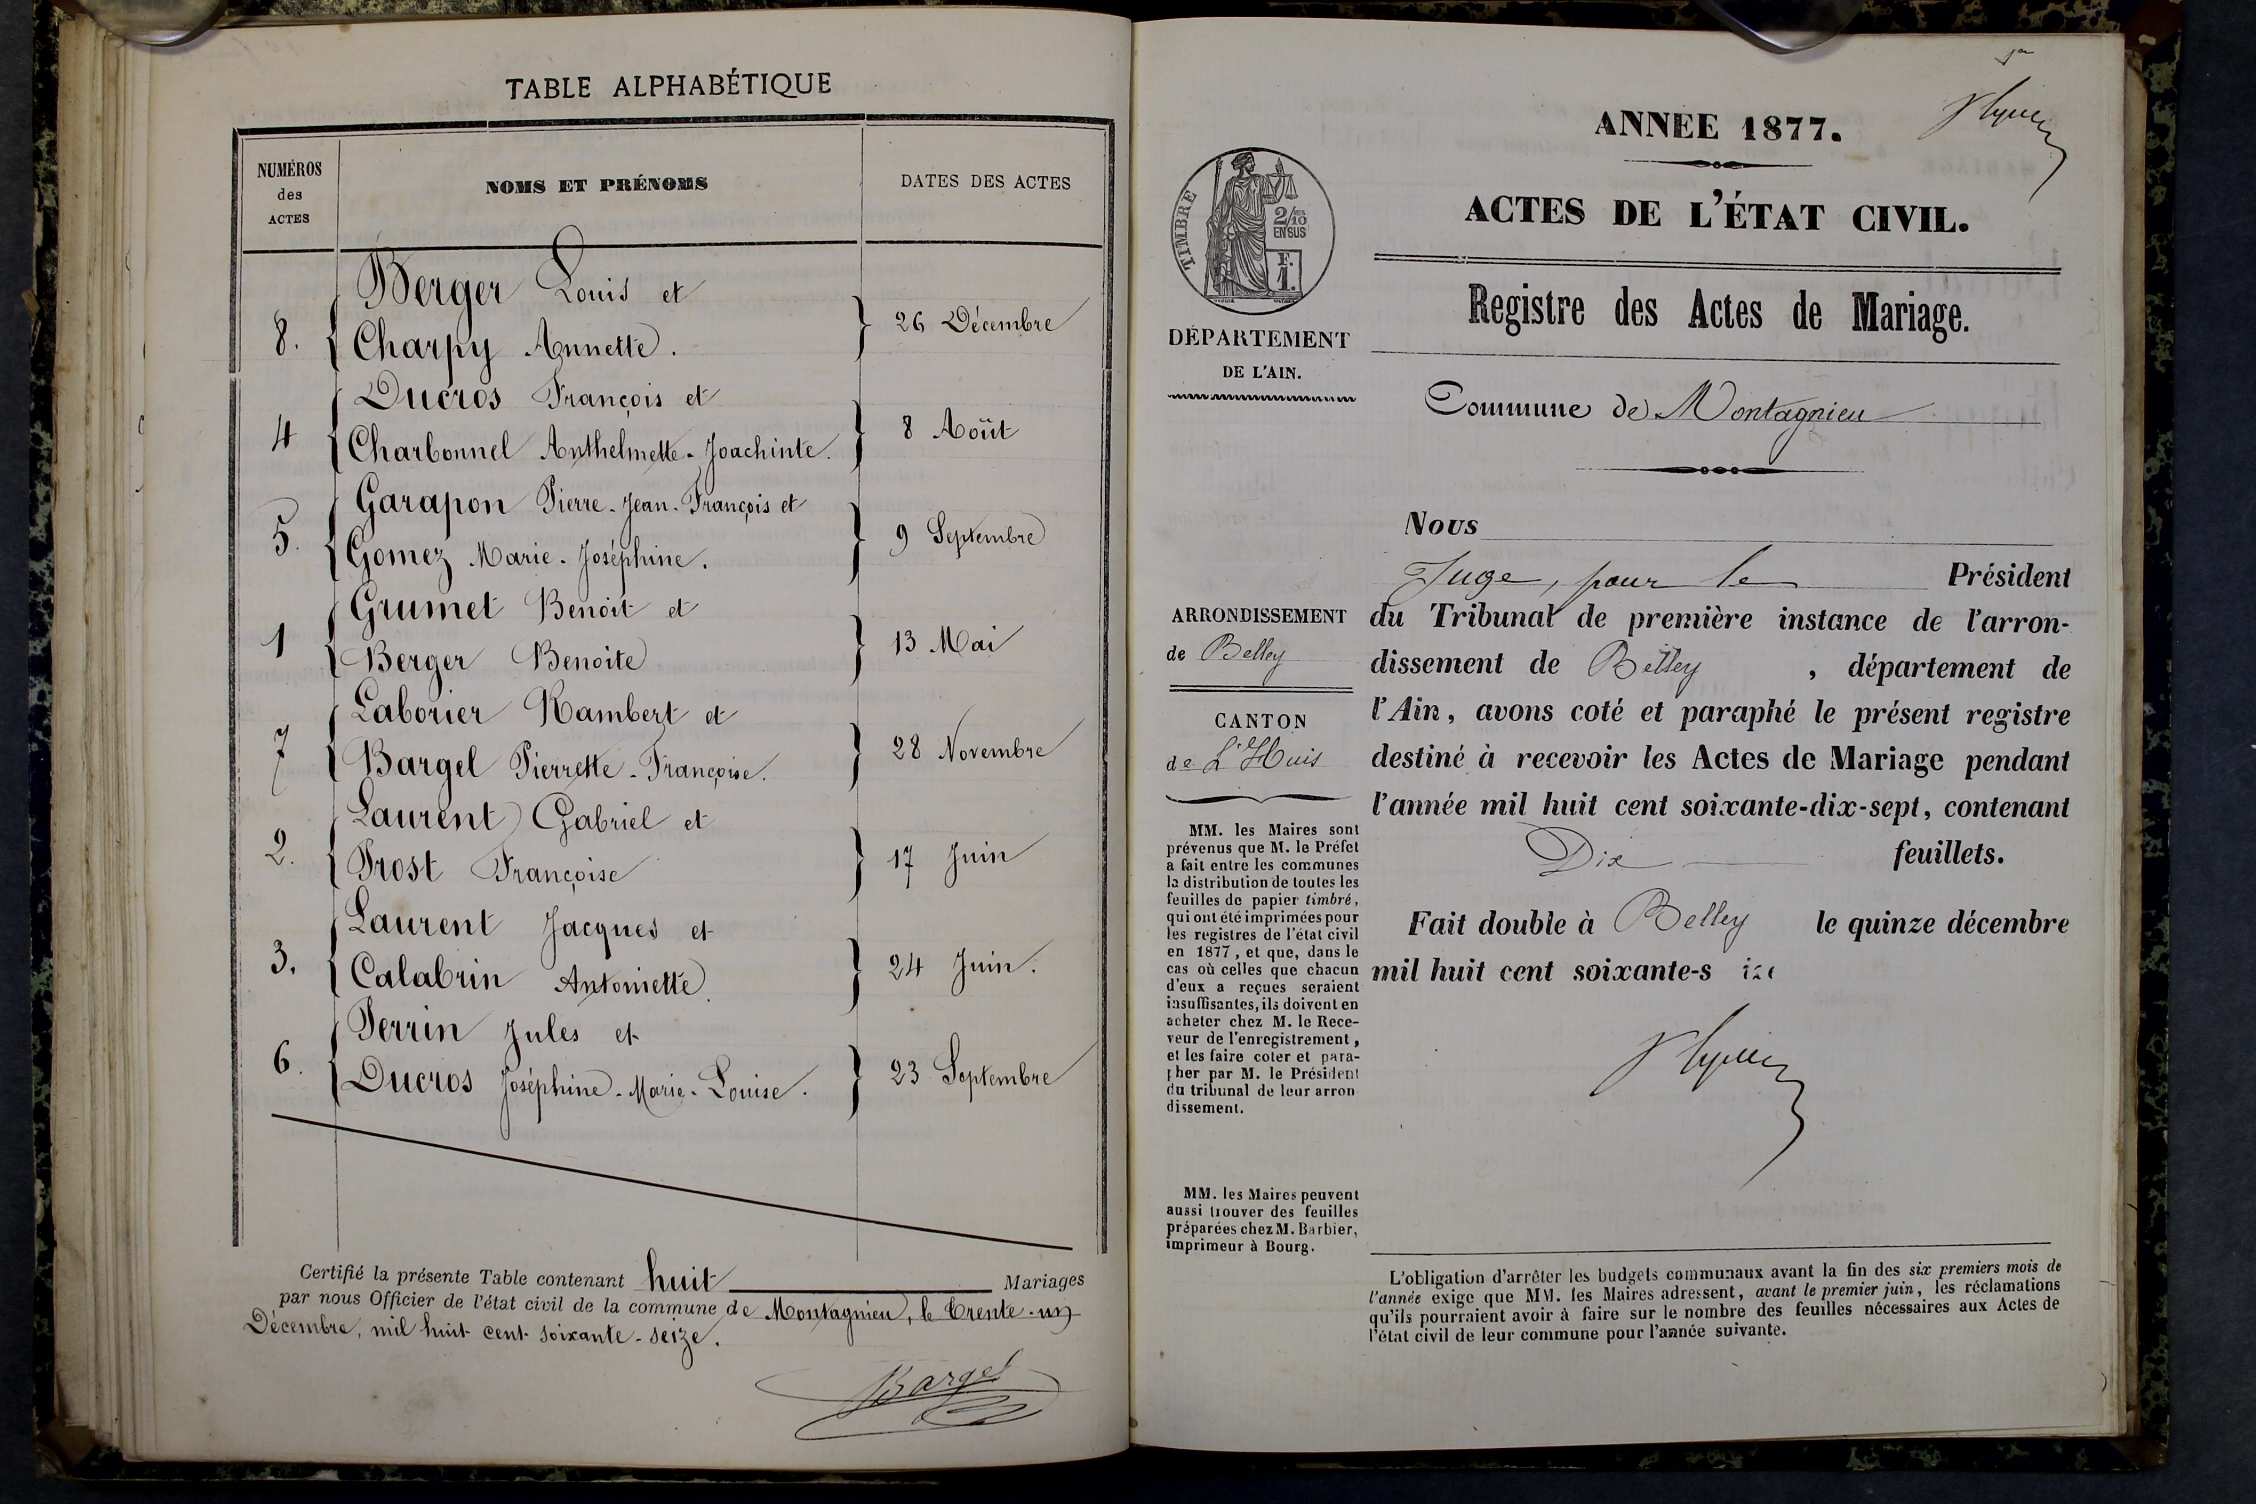 TABLE ALPHABÉTIQUE
NUMÉROS
des
ACTES
NOMS ET PRÉNOMS
DATES DES ACTES
Berger Louis et
8. Charpy Annette. 26 Décembre
Ducros François et
4 Charbonnel Anthelmette-Joachinte. 8 Août
Garapon Pierre-Jean-François et
5. Gomez Marie-Joséphine. 9 Septembre
Grumet Benoit et
1 Berger Benoite 13 Mai
Laborier Rambert et
7 Bargel Pierrette-Françoise. 28 Novembre
Laurent Gabriel et
2. Trost Françoise 17 Juin
Laurent Jacques et
3. Calabrin Antoinette. 24 Juin.
Perrin Jules et
6. Ducros Joséphine-Marie-Louise. 23 Septembre
Certifié la présente Table contenant huit Mariages
par nous Officier de l'état civil de la commune de Montagnieu, le trente-un
Décembre, mil huit cent soixante-seize.
Bargel
ANNÉE 1877.
ACTES DE L'ÉTAT CIVIL.
TIMBRE
2/10
EN SUS
F.
1.
DÉPARTEMENT
DE L'AIN.
Registre des Actes de Mariage.
Commune de Montagnieu
ARRONDISSEMENT
de Belley
CANTON
de L'Huis
MM. les Maires sont
prévenus que M. le Préfet
a fait entre les communes
la distribution de toutes les
feuilles de papier timbré,
qui ont été imprimées pour
les registres de l'état civil
en 1877, et que, dans le
cas où celles que chacun
d'eux a reçues seraient
insuffisantes, ils doivent en
acheter chez M. le Rece-
veur de l'enregistrement,
et les faire coter et para-
pher par M. le Président
du tribunal de leur arron
dissement.
MM. les Maires peuvent
aussi trouver des feuilles
préparées chez M. Barbier,
imprimeur à Bourg.
Nous
Juge, pour le Président
du Tribunal de première instance de l'arron-
dissement de Belley, département de
l'Ain, avons coté et paraphé le présent registre
destiné à recevoir les Actes de Mariage pendant
l'année mil huit cent soixante-dix-sept, contenant
Dix feuillets.
Fait double à Belley le quinze décembre
mil huit cent soixante-s ize
L'obligation d'arrêter les budgets communaux avant la fin des six premiers mois de
l'année exige que MM. les Maires adressent, avant le premier juin, les réclamations
qu'ils pourraient avoir à faire sur le nombre des feuilles nécessaires aux Actes de
l'état civil de leur commune pour l'année suivante.